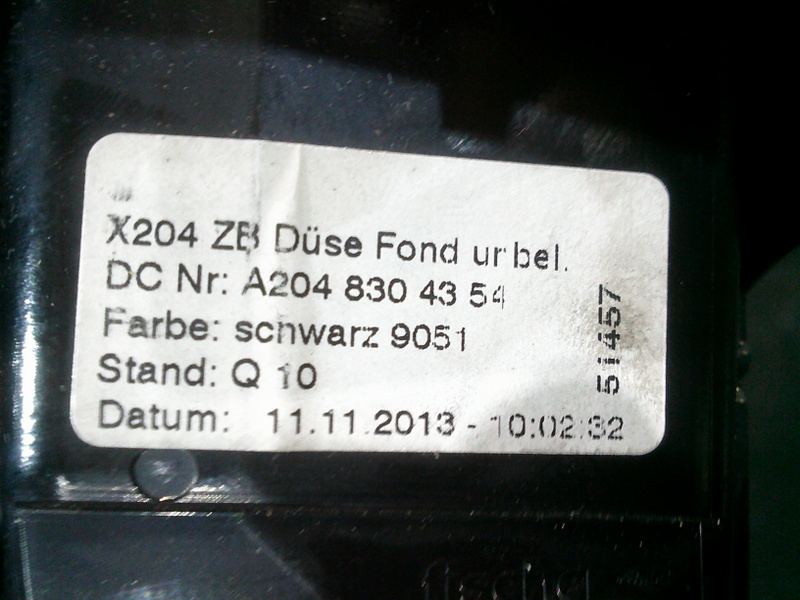 X204 ZB Düse Fond unbel.
DC Nr: A204 830 43 54
Farbe: schwarz 9051
Stand: Q 10
Datum: 11.11.2013 - 10:02:32
51457
fischer